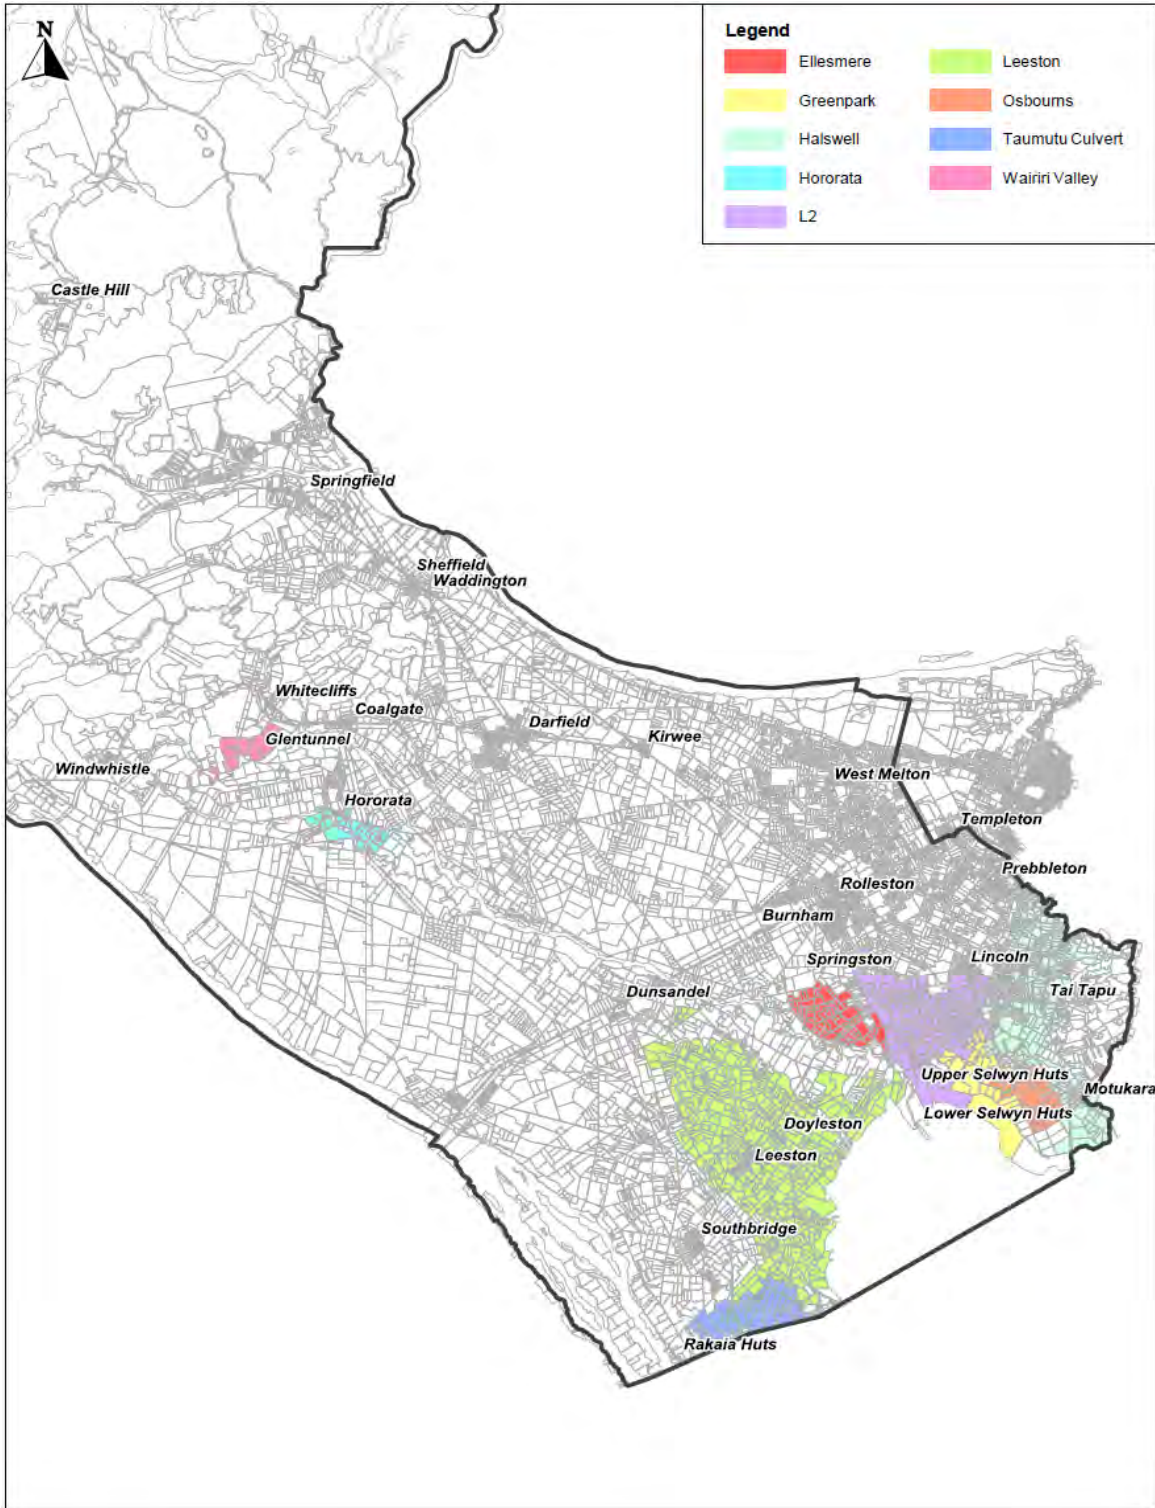 N
Legend
Ellesmere
Leeston
Greenpark
Osbourns
Halswell
Taumutu Culvert
Hororata
Wairiri Valley
L2
Castle Hill
Springfield
Sheffield
Waddington
Whitecliffs
Coalgate
Darfield
Glentunnel
Kirwee
Windwhistle
West Melton
Hororata
Templeton
Prebbleton
Rolleston
Burnham
Lincoln
Springston
Dunsandel
Tai Tapu
Upper Selwyn Huts
Motukara
Lower Selwyn Huts
Doyleston
Leeston
Southbridge
Rakaia Huts